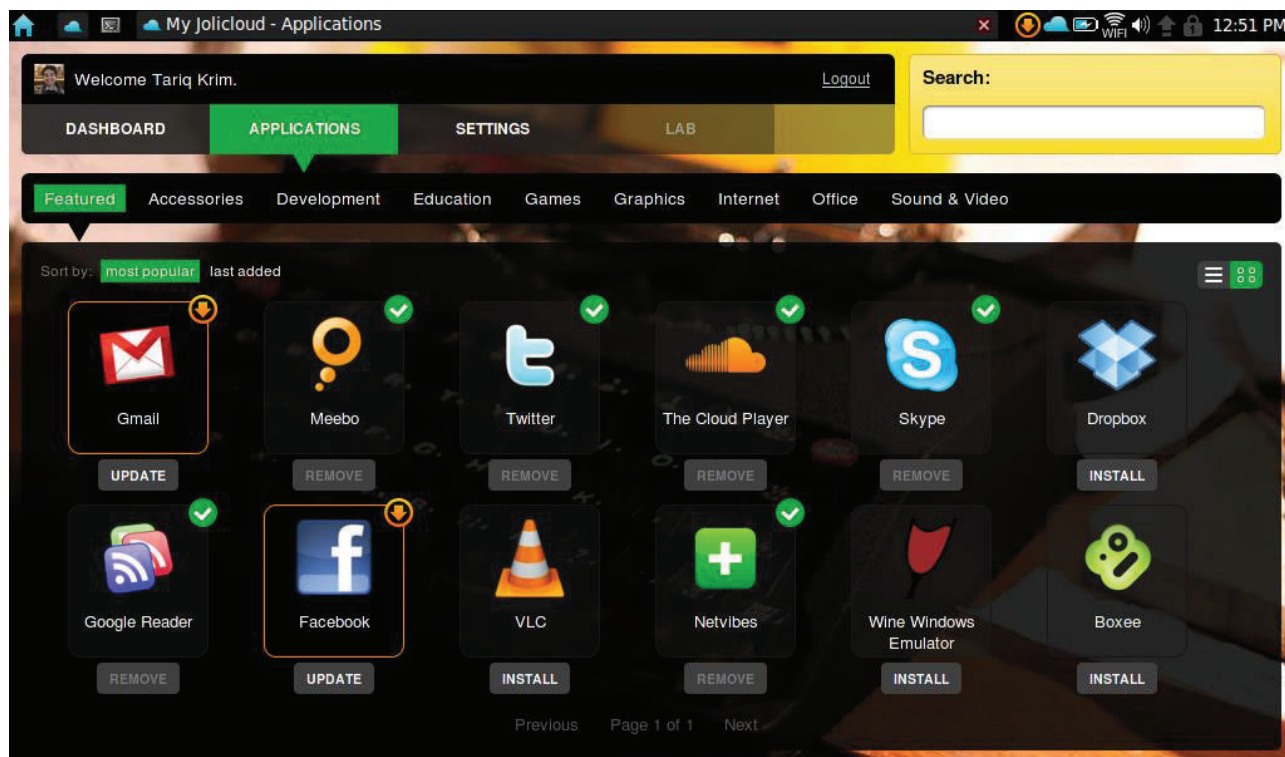 My Jolicloud - Applications
WIFI
12:51 PM
Welcome Tariq Krim.
Logout
Search:
DASHBOARD APPLICATIONS SETTINGS LAB
Featured Accessories Development Education Games Graphics Internet Office Sound & Video
Sort by: most popular last added
Gmail Meebo Twitter The Cloud Player Skype Dropbox
UPDATE REMOVE REMOVE REMOVE REMOVE INSTALL
Google Reader Facebook VLC Netvibes Wine Windows Boxee
Emulator
REMOVE UPDATE INSTALL REMOVE INSTALL INSTALL
Previous Page 1 of 1 Next